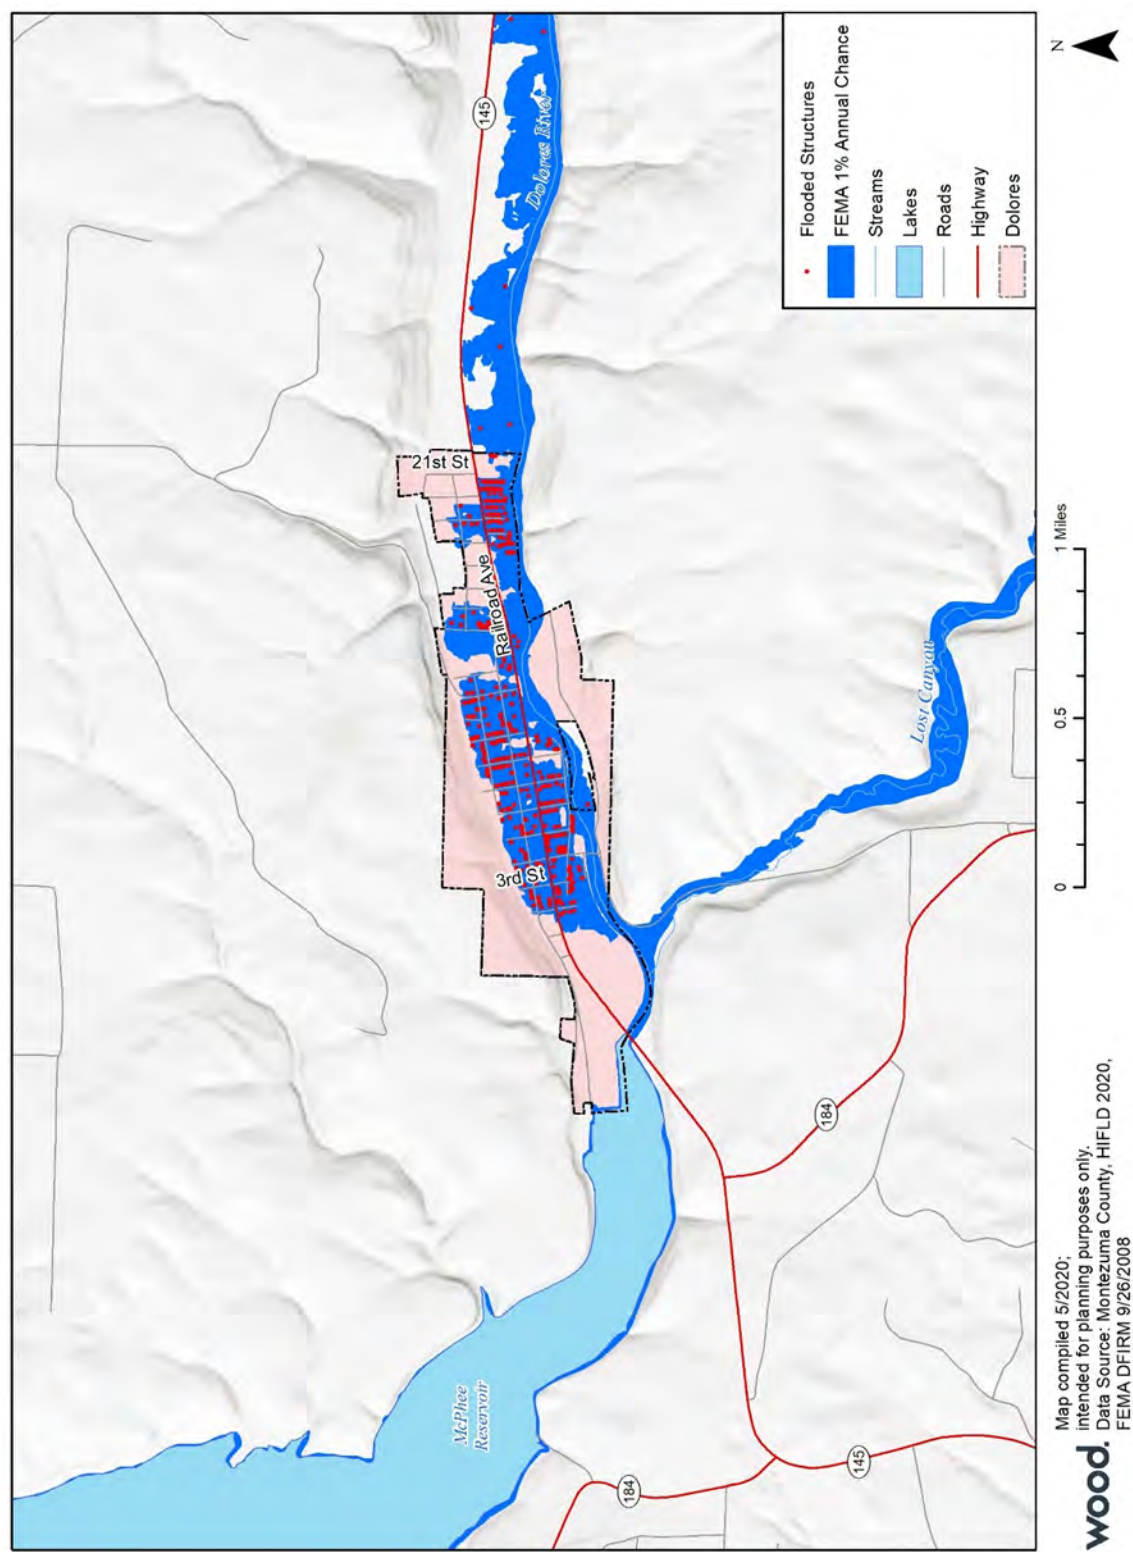 145
Dolores River
21st St
Railroad Ave
3rd St
Lost Canyon
McPhee
Reservoir
184
184
145
Flooded Structures
FEMA 1% Annual Chance
Streams
Lakes
Roads
Highway
Dolores
N
0 0.5 1 Miles
wood.
Map compiled 5/2020;
intended for planning purposes only.
Data Source: Montezuma County, HIFLD 2020,
FEMA DFIRM 9/26/2008